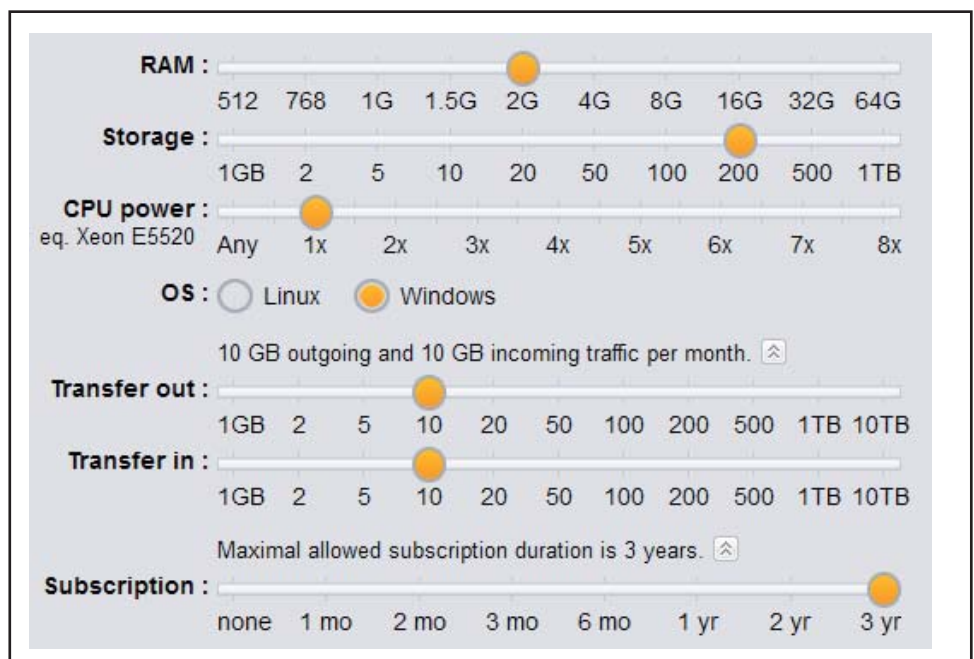 RAM :
512 768 1G 1.5G 2G 4G 8G 16G 32G 64G
Storage :
1GB 2 5 10 20 50 100 200 500 1TB
CPU power :
eq. Xeon E5520
Any 1x 2x 3x 4x 5x 6x 7x 8x
OS : Linux Windows
10 GB outgoing and 10 GB incoming traffic per month.
Transfer out :
1GB 2 5 10 20 50 100 200 500 1TB 10TB
Transfer in :
1GB 2 5 10 20 50 100 200 500 1TB 10TB
Maximal allowed subscription duration is 3 years.
Subscription :
none 1 mo 2 mo 3 mo 6 mo 1 yr 2 yr 3 yr